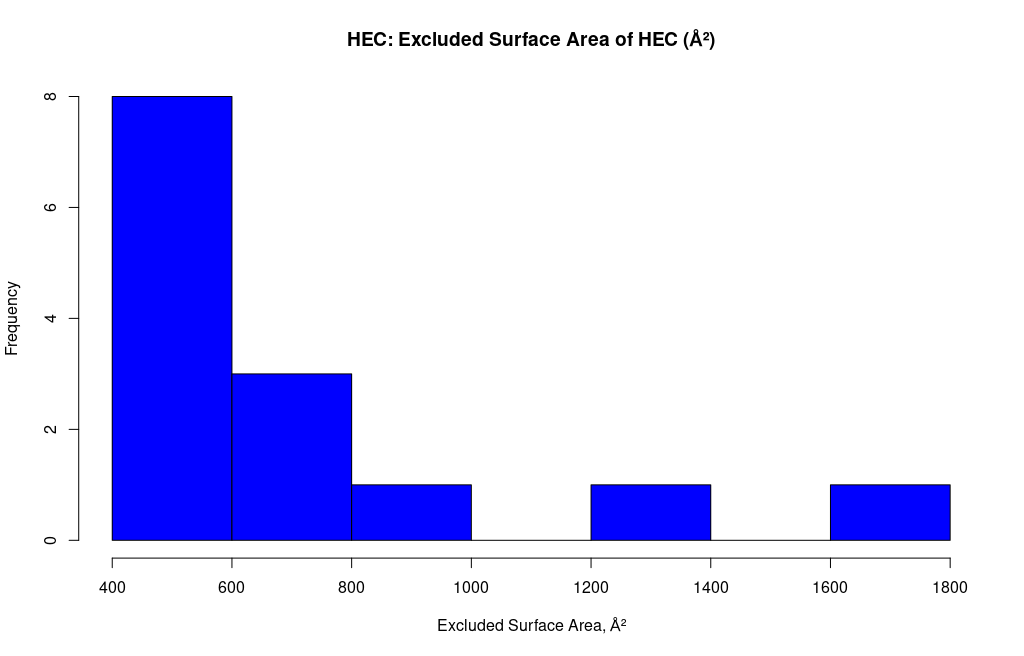 HEC: Excluded Surface Area of HEC (Å²)
8
6
4
2
0
Frequency
400 600 800 1000 1200 1400 1600 1800
Excluded Surface Area, Å²